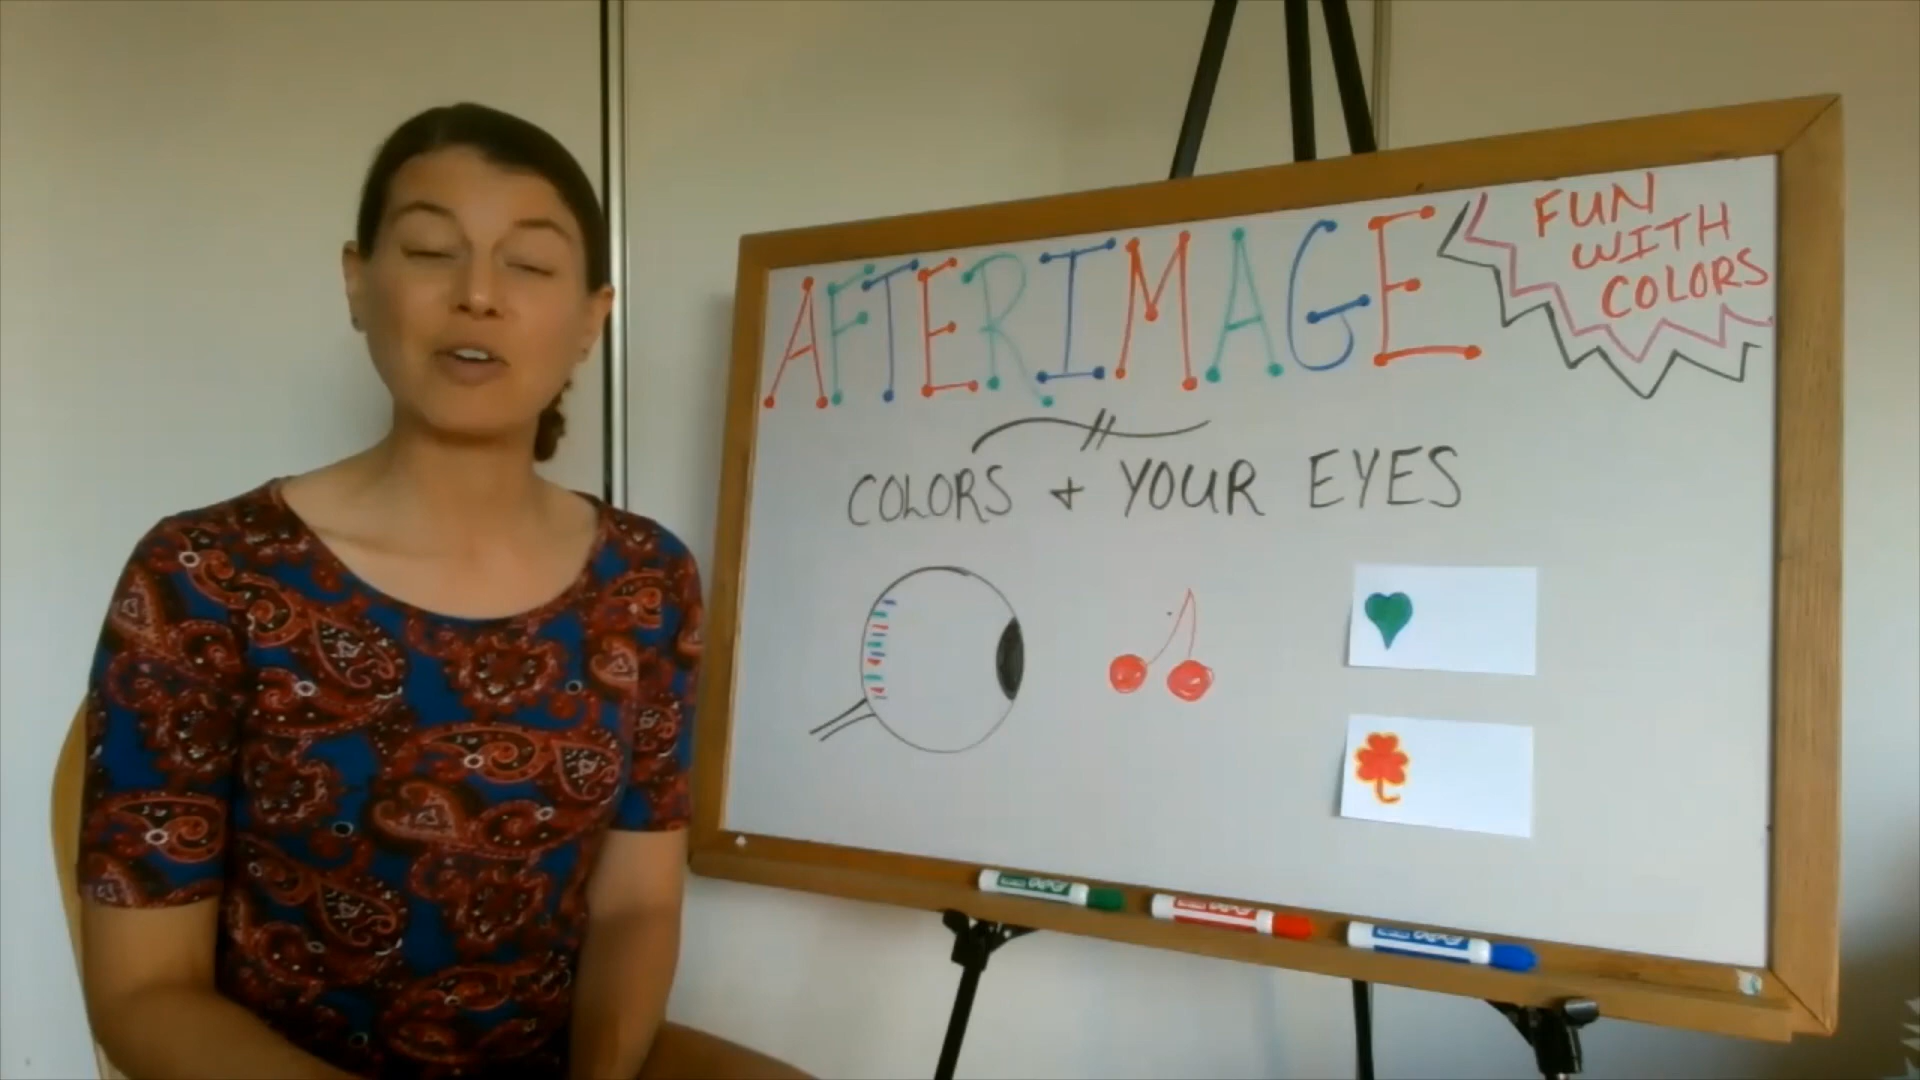 AFTERIMAGE
FUN
WITH
COLORS
COLORS + YOUR EYES